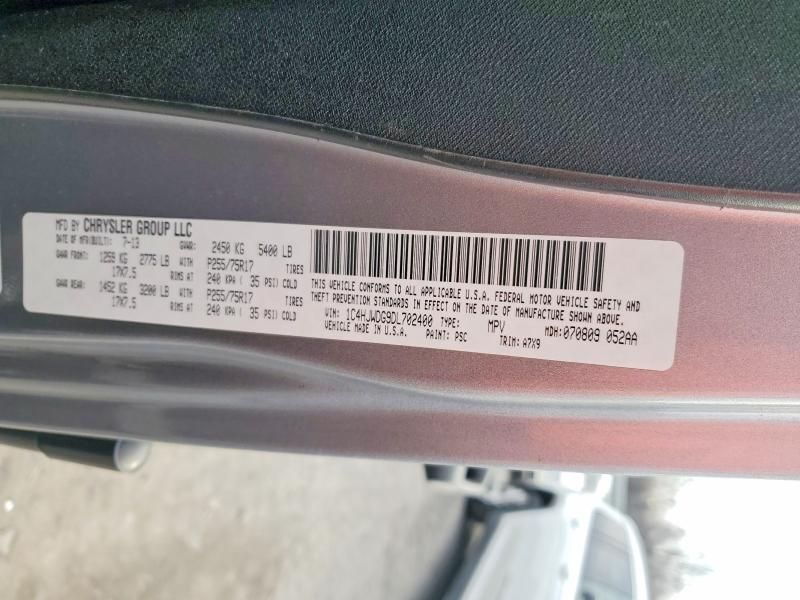 MFD BY CHRYSLER GROUP LLC
DATE OF MFR(BUILT): 7-13 GVWR: 2450 KG 5400 LB
GAWR FRONT: 1259 KG 2775 LB WITH P255/75R17 TIRES
17X7.5 RIMS AT 240 KPA ( 35 PSI) COLD
GAWR REAR: 1452 KG 3200 LB WITH P255/75R17 TIRES
17X7.5 RIMS AT 240 KPA ( 35 PSI) COLD
THIS VEHICLE CONFORMS TO ALL APPLICABLE U.S.A. FEDERAL MOTOR VEHICLE SAFETY AND
THEFT PREVENTION STANDARDS IN EFFECT ON THE DATE OF MANUFACTURE SHOWN ABOVE.
VIN: 1C4HJWDG9DL702400 TYPE: MPV MDH: 070809 052AA
VEHICLE MADE IN U.S.A. PAINT: PSC TRIM: A7X9